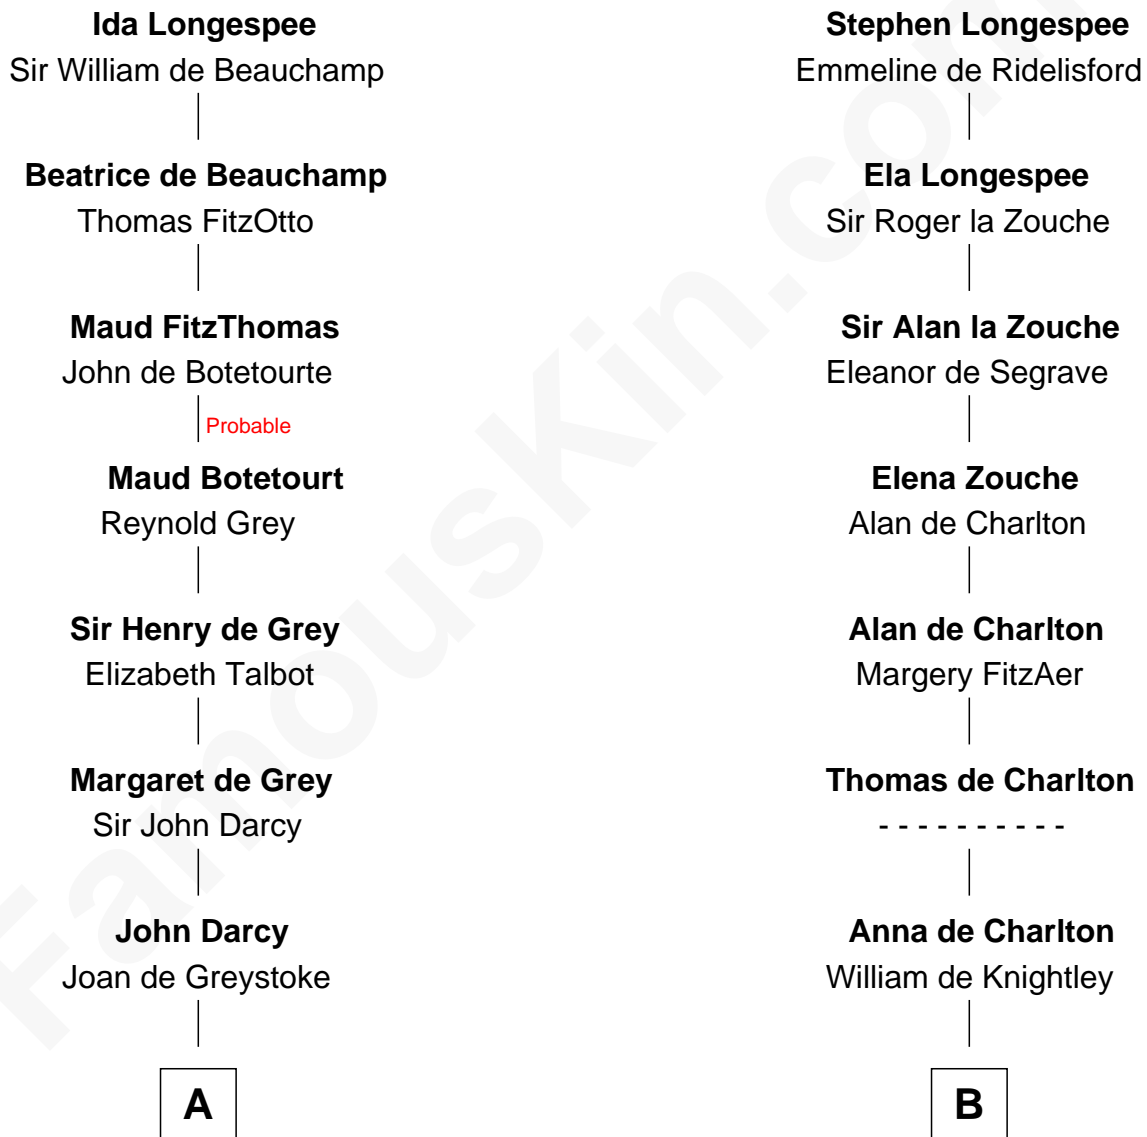 Ida Longespee
Sir William de Beauchamp
Beatrice de Beauchamp
Thomas FitzOtto
Maud FitzThomas
John de Botetourte
Probable
Maud Botetourt
Reynold Grey
Sir Henry de Grey
Elizabeth Talbot
Margaret de Grey
Sir John Darcy
John Darcy
Joan de Greystoke
A
Stephen Longespee
Emmeline de Ridelisford
Ela Longespee
Sir Roger la Zouche
Sir Alan la Zouche
Eleanor de Segrave
Elena Zouche
Alan de Charlton
Alan de Charlton
Margery FitzAer
Thomas de Charlton
- - - - - - - - - -
Anna de Charlton
William de Knightley
B
FamousKin.com